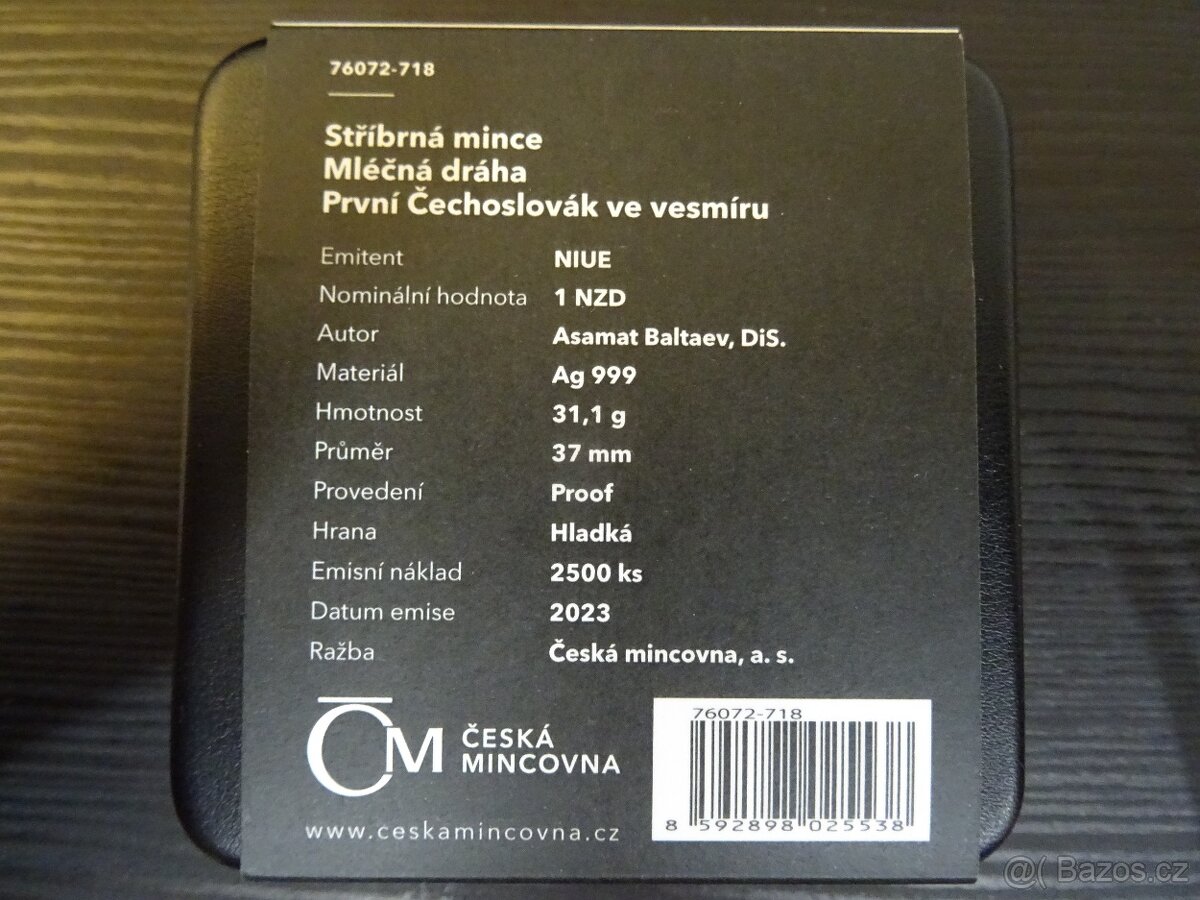 76072-718
Stříbrná mince
Mléčná dráha
První Čechoslovák ve vesmíru
Emitent NIUE
Nominální hodnota 1 NZD
Autor Asamat Baltaev, DiS.
Materiál Ag 999
Hmotnost 31,1 g
Průměr 37 mm
Provedení Proof
Hrana Hladká
Emisní náklad 2500 ks
Datum emise 2023
Ražba Česká mincovna, a. s.
ČM ČESKÁ
MINCOVNA
www.ceskamincovna.cz
76072-718
8 592898 025538
@( Bazos.cz